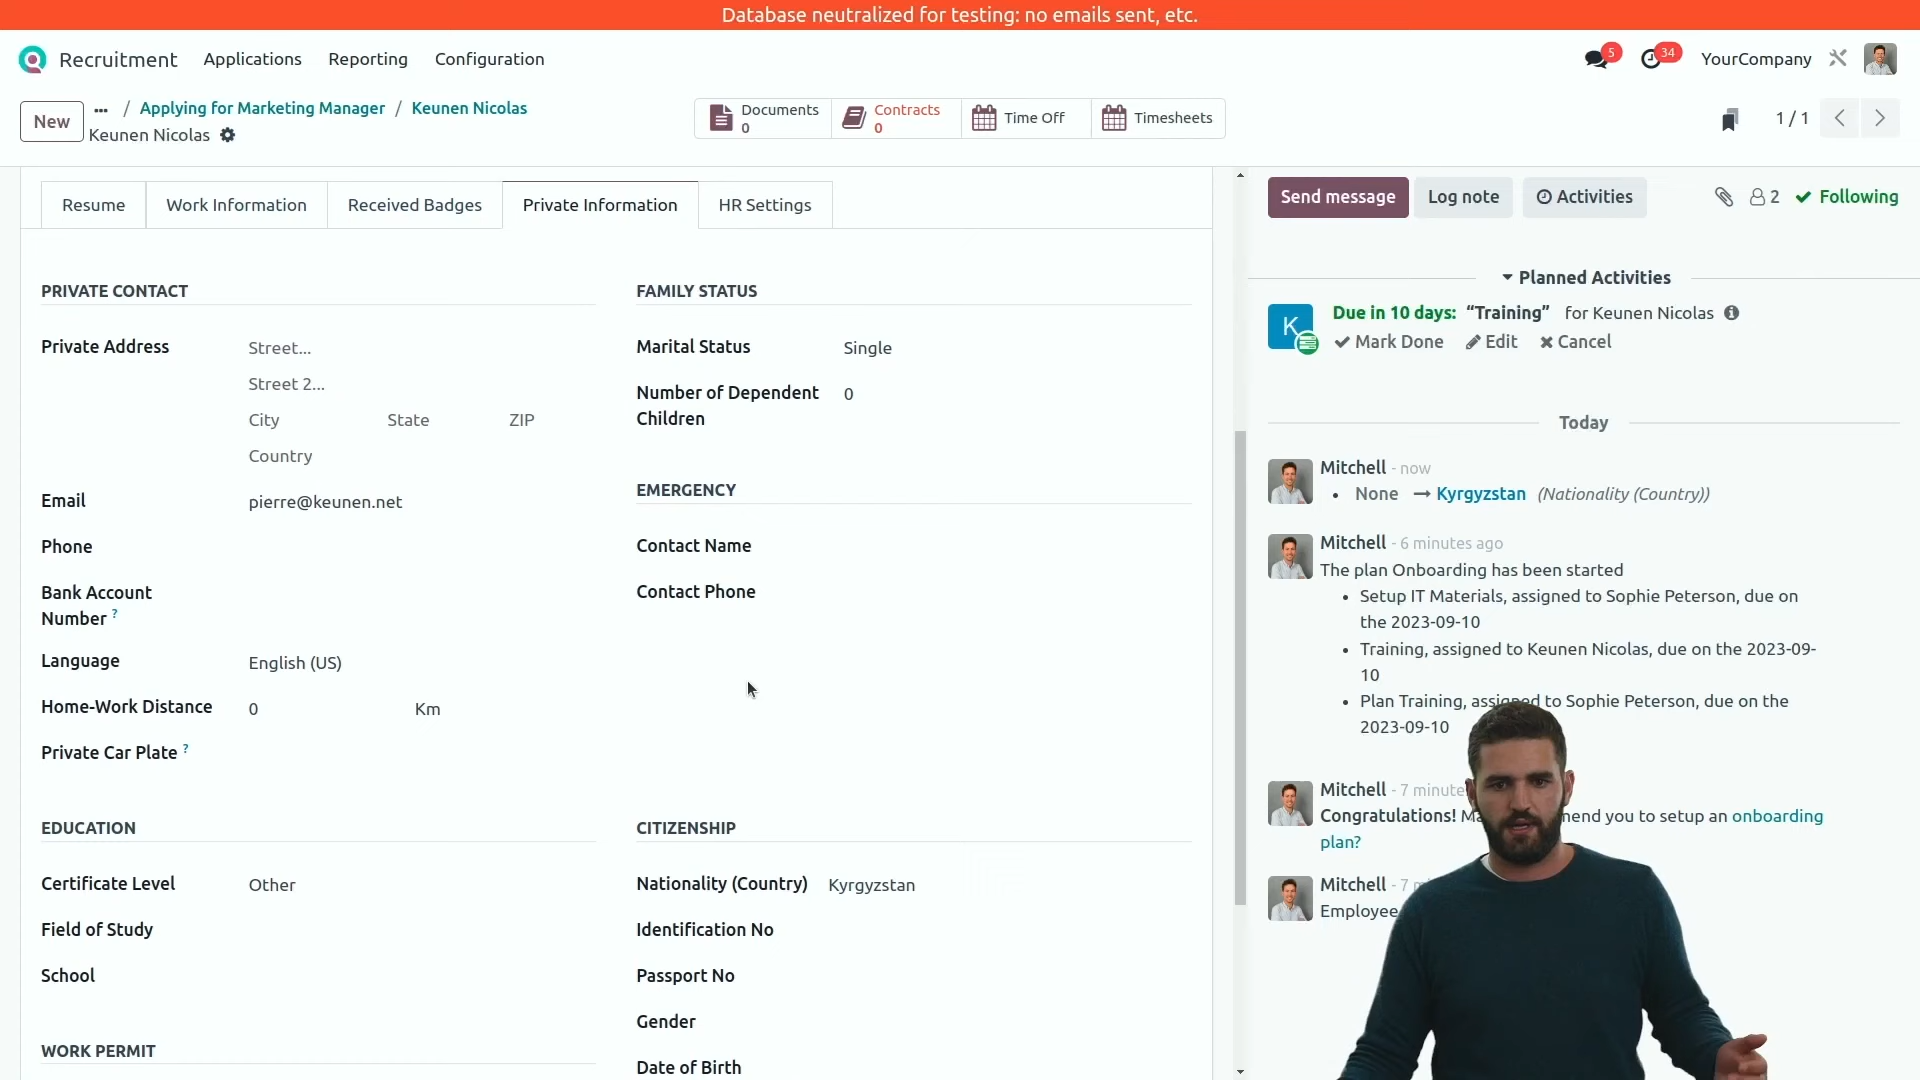 Database neutralized for testing: no emails sent, etc.
Recruitment Applications Reporting Configuration 5 34 YourCompany
New ... / Applying for Marketing Manager / Keunen Nicolas
Keunen Nicolas
Documents 0
Contracts 0
Time Off
Timesheets
1 / 1
Resume Work Information Received Badges Private Information HR Settings
PRIVATE CONTACT
Private Address Street...
Street 2...
City State ZIP
Country
Email pierre@keunen.net
Phone
Bank Account
Number ?
Language English (US)
Home-Work Distance 0 Km
Private Car Plate ?
FAMILY STATUS
Marital Status Single
Number of Dependent 0
Children
EMERGENCY
Contact Name
Contact Phone
EDUCATION
Certificate Level Other
Field of Study
School
WORK PERMIT
CITIZENSHIP
Nationality (Country) Kyrgyzstan
Identification No
Passport No
Gender
Date of Birth
Send message Log note Activities 2 Following
Planned Activities
K
Due in 10 days: “Training” for Keunen Nicolas
Mark Done Edit Cancel
Today
Mitchell - now
• None → Kyrgyzstan (Nationality (Country))
Mitchell - 6 minutes ago
The plan Onboarding has been started
• Setup IT Materials, assigned to Sophie Peterson, due on
the 2023-09-10
• Training, assigned to Keunen Nicolas, due on the 2023-09-
10
• Plan Training, assigned to Sophie Peterson, due on the
2023-09-10
Mitchell - 7
Congratulations! you to setup an onboarding
plan?
Mitchell - 7
Employee